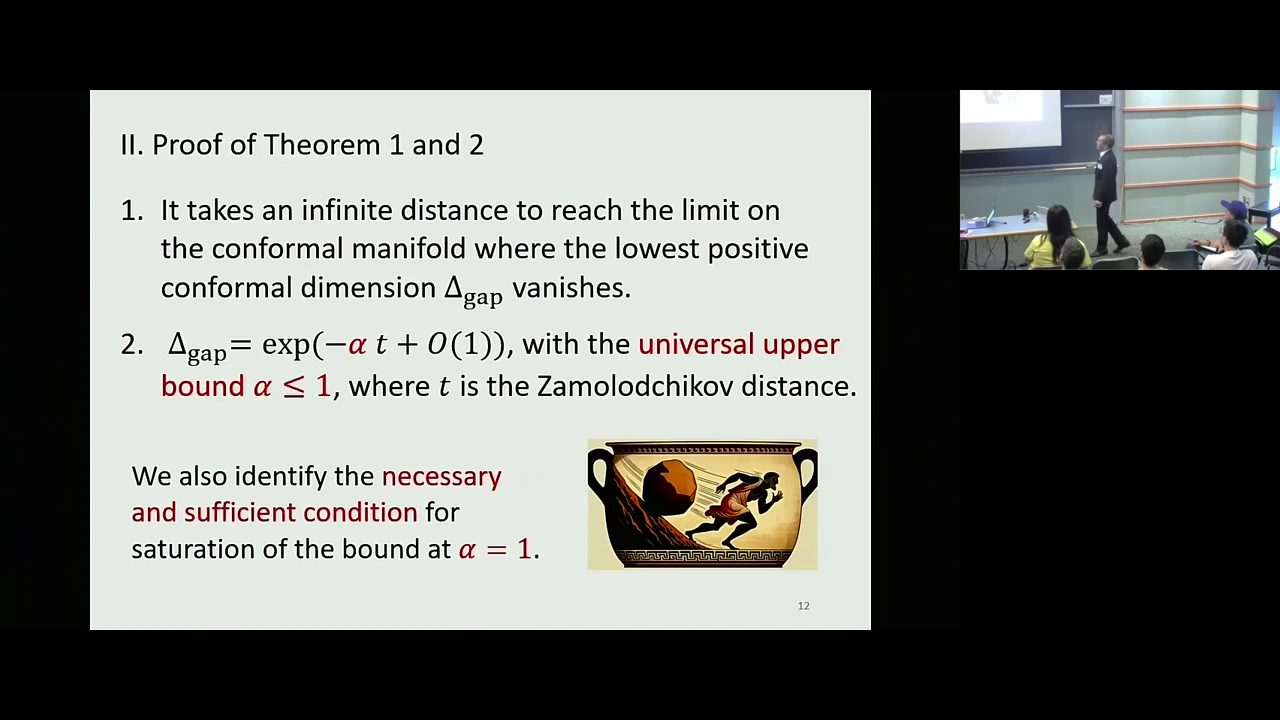 II. Proof of Theorem 1 and 2
1. It takes an infinite distance to reach the limit on
the conformal manifold where the lowest positive
conformal dimension Δgap vanishes.
2. Δgap= exp(−α t + O(1)), with the universal upper
bound α ≤ 1, where t is the Zamolodchikov distance.
We also identify the necessary
and sufficient condition for
saturation of the bound at α = 1.
12